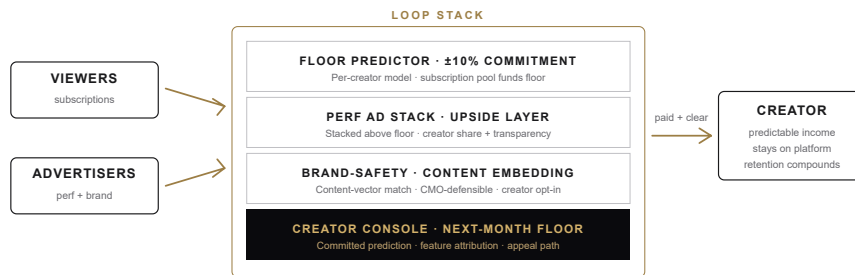 LOOP STACK
VIEWERS
subscriptions
ADVERTISERS
perf + brand
FLOOR PREDICTOR · ±10% COMMITMENT
Per-creator model · subscription pool funds floor
PERF AD STACK · UPSIDE LAYER
Stacked above floor · creator share + transparency
BRAND-SAFETY · CONTENT EMBEDDING
Content-vector match · CMO-defensible · creator opt-in
CREATOR CONSOLE · NEXT-MONTH FLOOR
Committed prediction · feature attribution · appeal path
paid + clear
CREATOR
predictable income
stays on platform
retention compounds